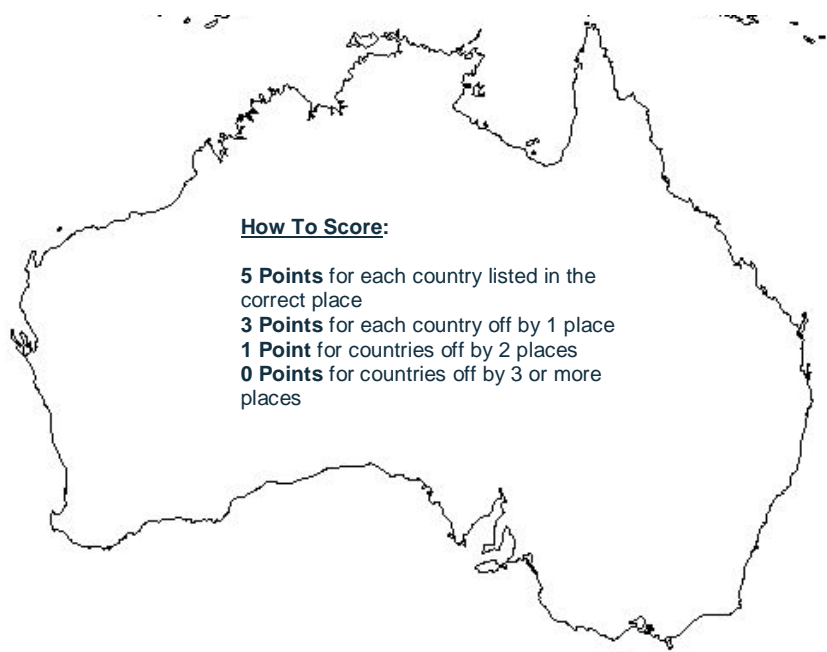 How To Score:
5 Points for each country listed in the
correct place
3 Points for each country off by 1 place
1 Point for countries off by 2 places
0 Points for countries off by 3 or more
places